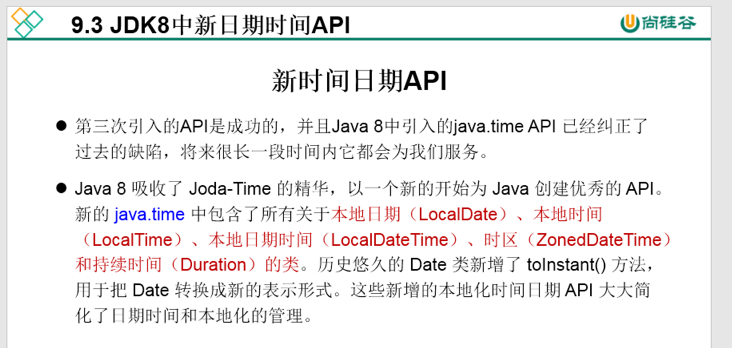 9.3 JDK8中新日期时间API
尚硅谷
新时间日期API
● 第三次引入的API是成功的，并且Java 8中引入的java.time API 已经纠正了
过去的缺陷，将来很长一段时间内它都会为我们服务。
● Java 8 吸收了 Joda-Time 的精华，以一个新的开始为 Java 创建优秀的 API。
新的 java.time 中包含了所有关于本地日期（LocalDate）、本地时间
（LocalTime）、本地日期时间（LocalDateTime）、时区（ZonedDateTime）
和持续时间（Duration）的类。历史悠久的 Date 类新增了 toInstant() 方法，
用于把 Date 转换成新的表示形式。这些新增的本地化时间日期 API 大大简
化了日期时间和本地化的管理。